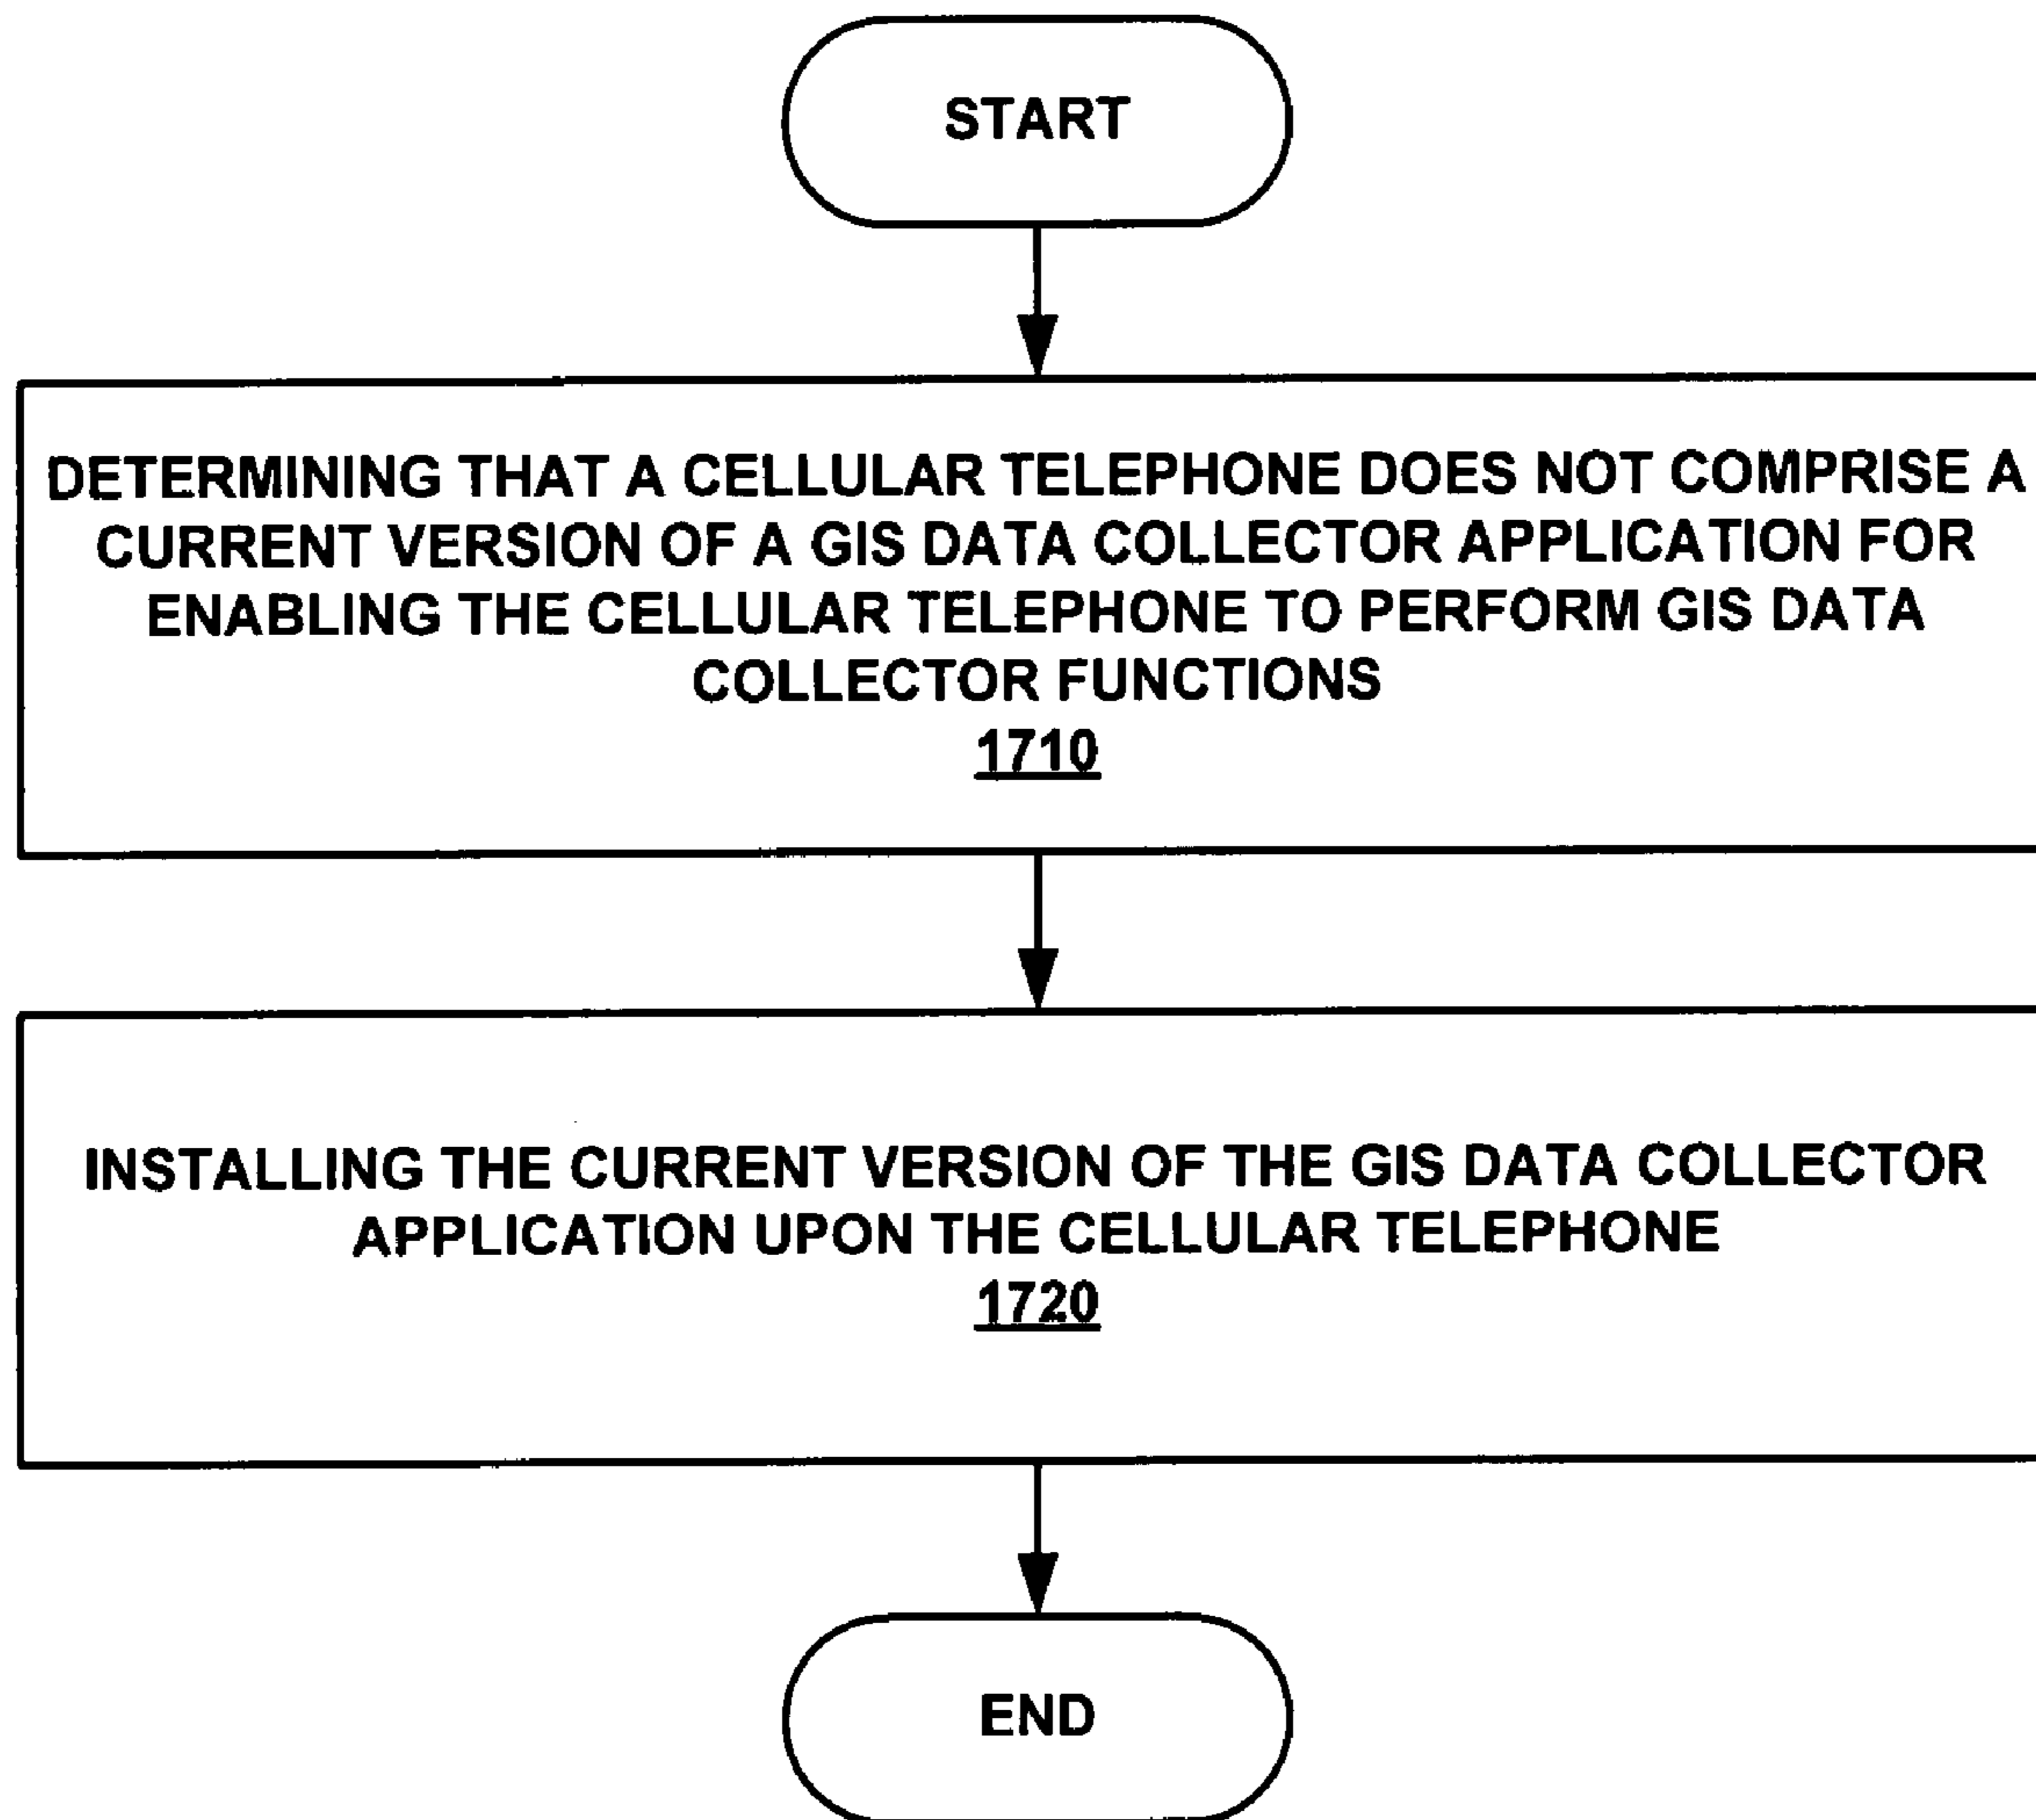 START
DETERMINING THAT A CELLULAR TELEPHONE DOES NOT COMPRISE A
CURRENT VERSION OF A GIS DATA COLLECTOR APPLICATION FOR
ENABLING THE CELLULAR TELEPHONE TO PERFORM GIS DATA
COLLECTOR FUNCTIONS
1710
INSTALLING THE CURRENT VERSION OF THE GIS DATA COLLECTOR
APPLICATION UPON THE CELLULAR TELEPHONE
1720
END